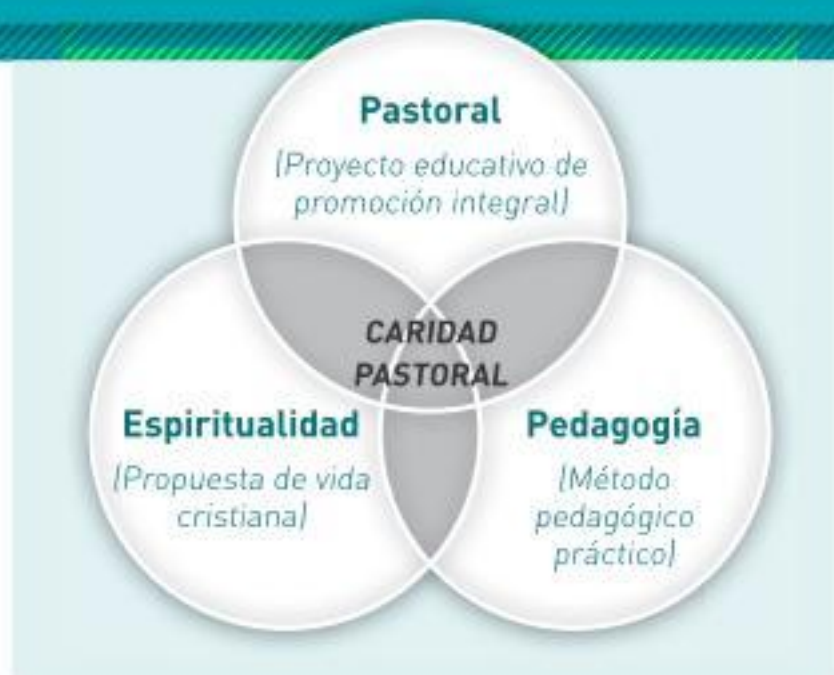 Pastoral
(Proyecto educativo de
promoción integral)
CARIDAD
PASTORAL
Espiritualidad
(Propuesta de vida
cristiana)
Pedagogía
(Método
pedagógico
práctico)